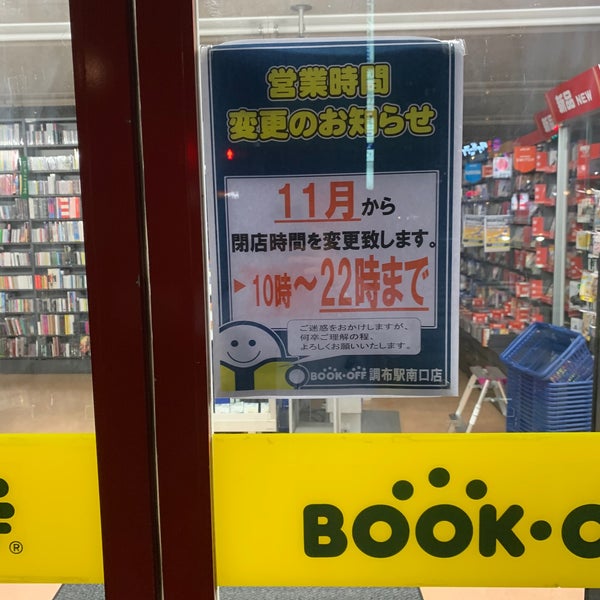 営業時間
変更のお知らせ
11月から
閉店時間を変更致します。
10時〜22時まで
ご迷惑をおかけしますが、
何卒ご理解の程、
よろしくお願いいたします。
BOOK・OFF 調布駅南口店
新品 NEW
®
BOOK・O